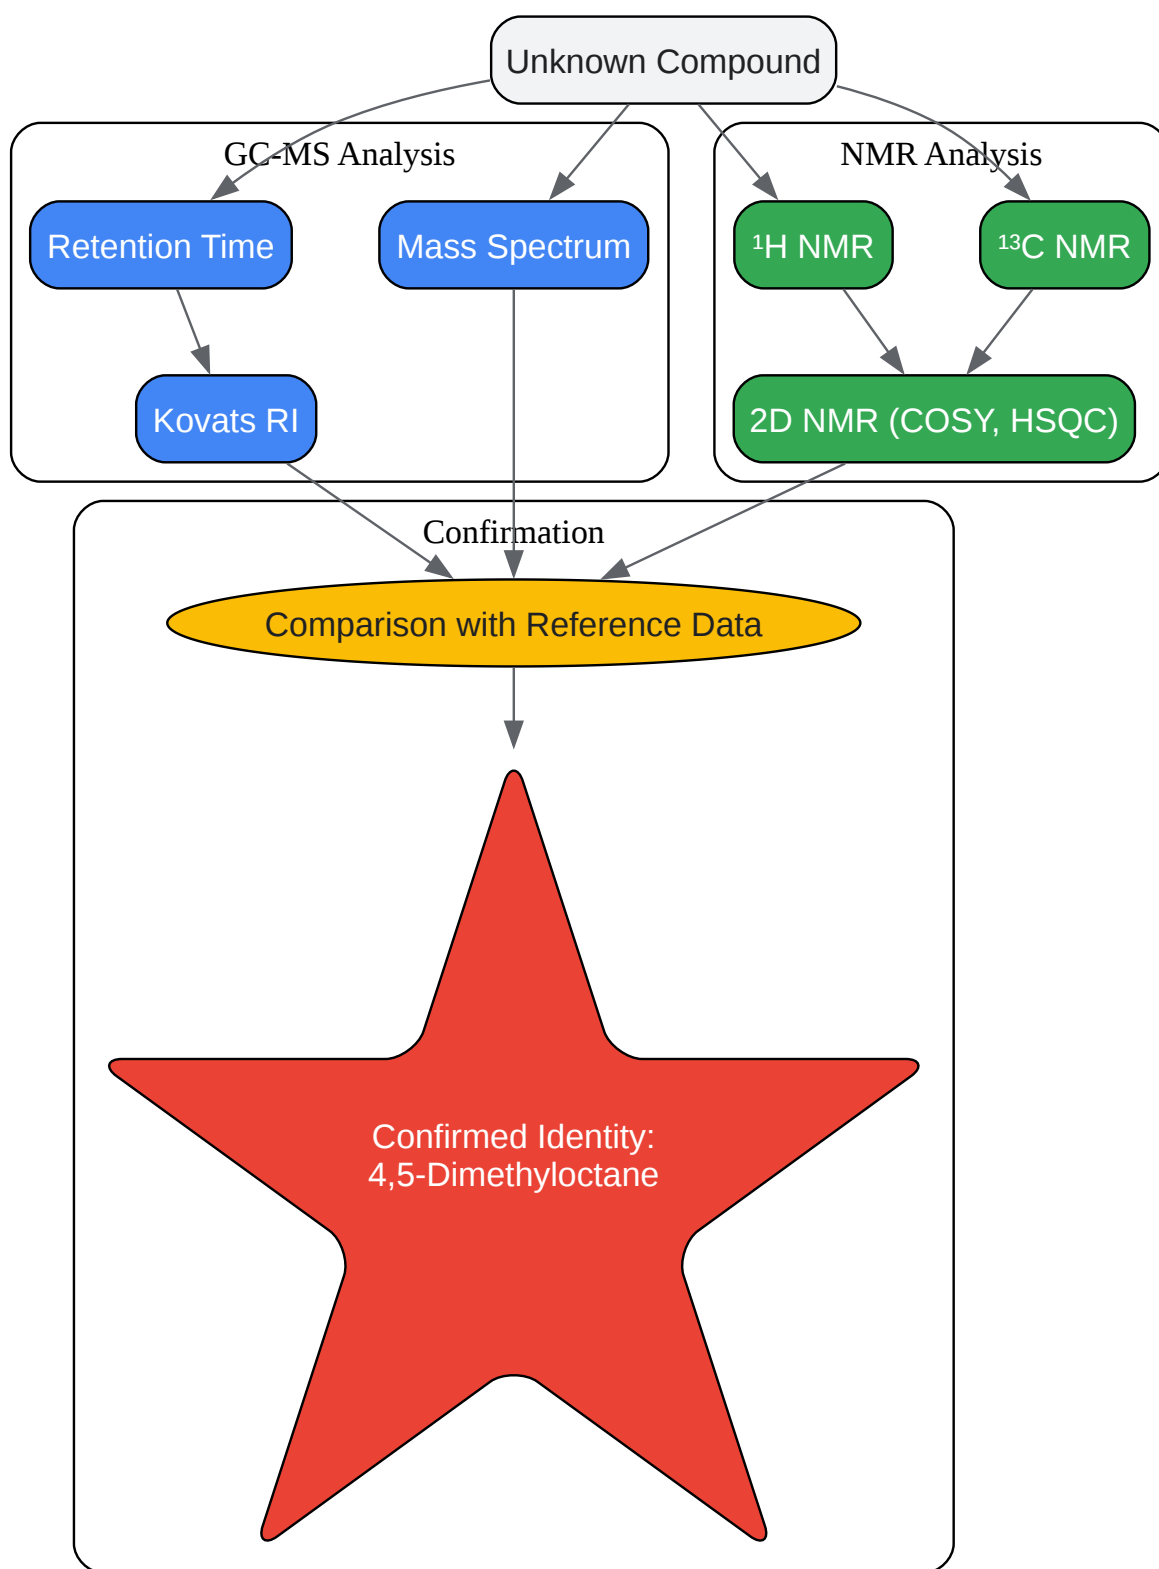 Unknown Compound
GC-MS Analysis
NMR Analysis
Retention Time
Mass Spectrum
¹H NMR
¹³C NMR
Kovats RI
2D NMR (COSY, HSQC)
Confirmation
Comparison with Reference Data
Confirmed Identity:
4,5-Dimethyloctane